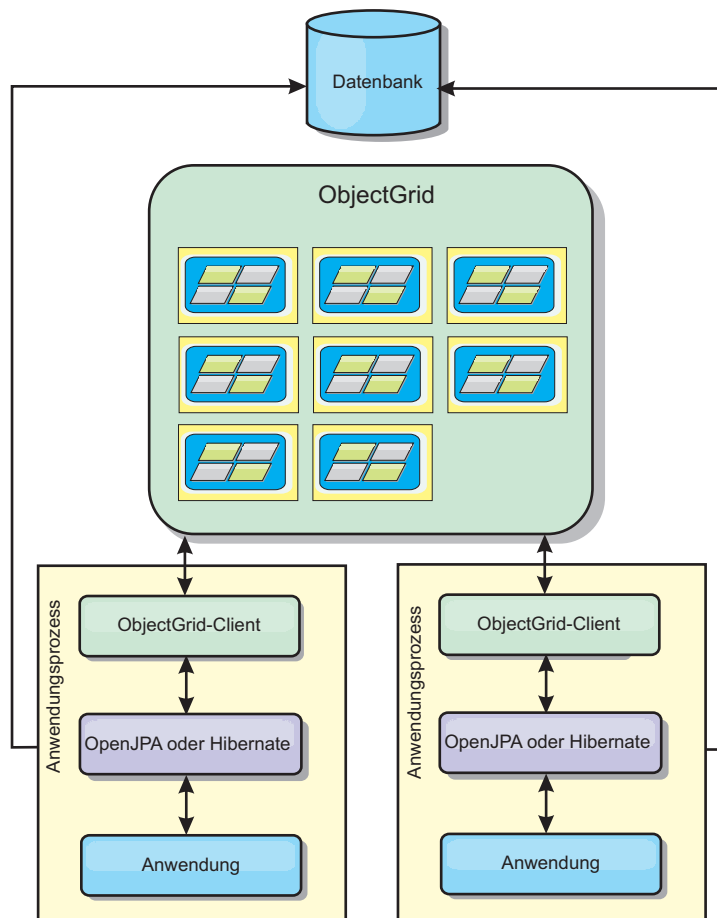 Datenbank
ObjectGrid
Anwendungsprozess
ObjectGrid-Client
OpenJPA oder Hibernate
Anwendung
Anwendungsprozess
ObjectGrid-Client
OpenJPA oder Hibernate
Anwendung